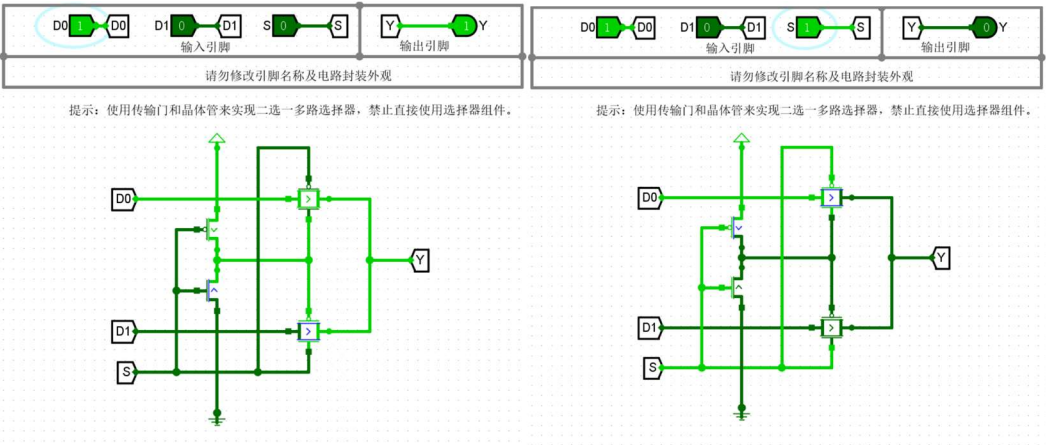 D0 1 D0 D1 0 D1 S 0 S Y 1 Y
输入引脚 输出引脚
请勿修改引脚名称及电路封装外观
提示：使用传输门和晶体管来实现二选一多路选择器，禁止直接使用选择器组件。
D0
Y
D1
S
D0 1 D0 D1 0 D1 S 1 S Y 0 Y
输入引脚 输出引脚
请勿修改引脚名称及电路封装外观
提示：使用传输门和晶体管来实现二选一多路选择器，禁止直接使用选择器组件。
D0
Y
D1
S